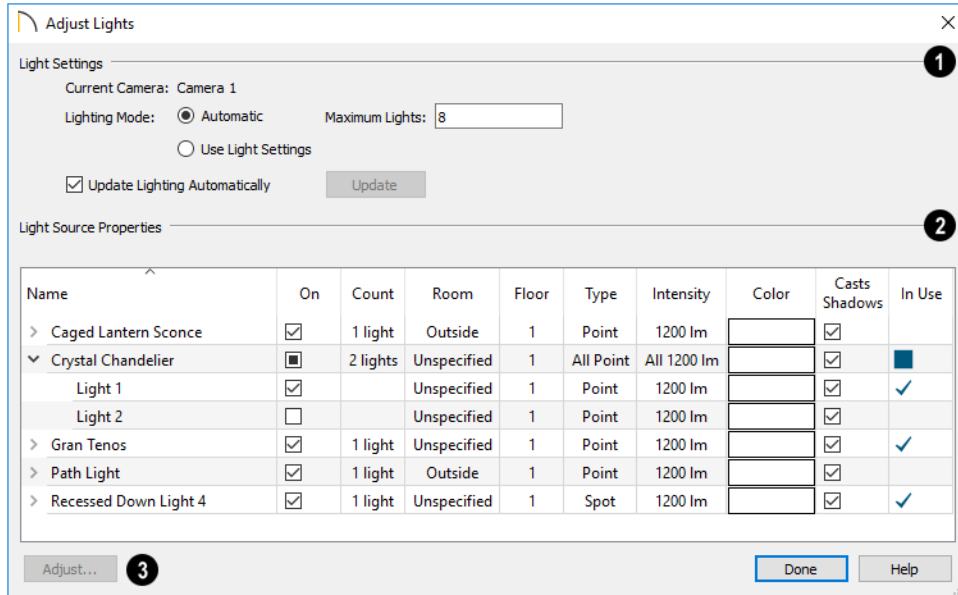 Adjust Lights
Light Settings 1
Current Camera: Camera 1
Lighting Mode: Automatic Maximum Lights: 8
Use Light Settings
Update Lighting Automatically Update
Light Source Properties 2
Name On Count Room Floor Type Intensity Color Casts Shadows In Use
Caged Lantern Sconce 1 light Outside 1 Point 1200 lm
Crystal Chandelier 2 lights Unspecified 1 All Point All 1200 lm
Light 1 Unspecified 1 Point 1200 lm
Light 2 Unspecified 1 Point 1200 lm
Gran Tenos 1 light Unspecified 1 Point 1200 lm
Path Light 1 light Outside 1 Point 1200 lm
Recessed Down Light 4 1 light Unspecified 1 Spot 1200 lm
Adjust... 3 Done Help